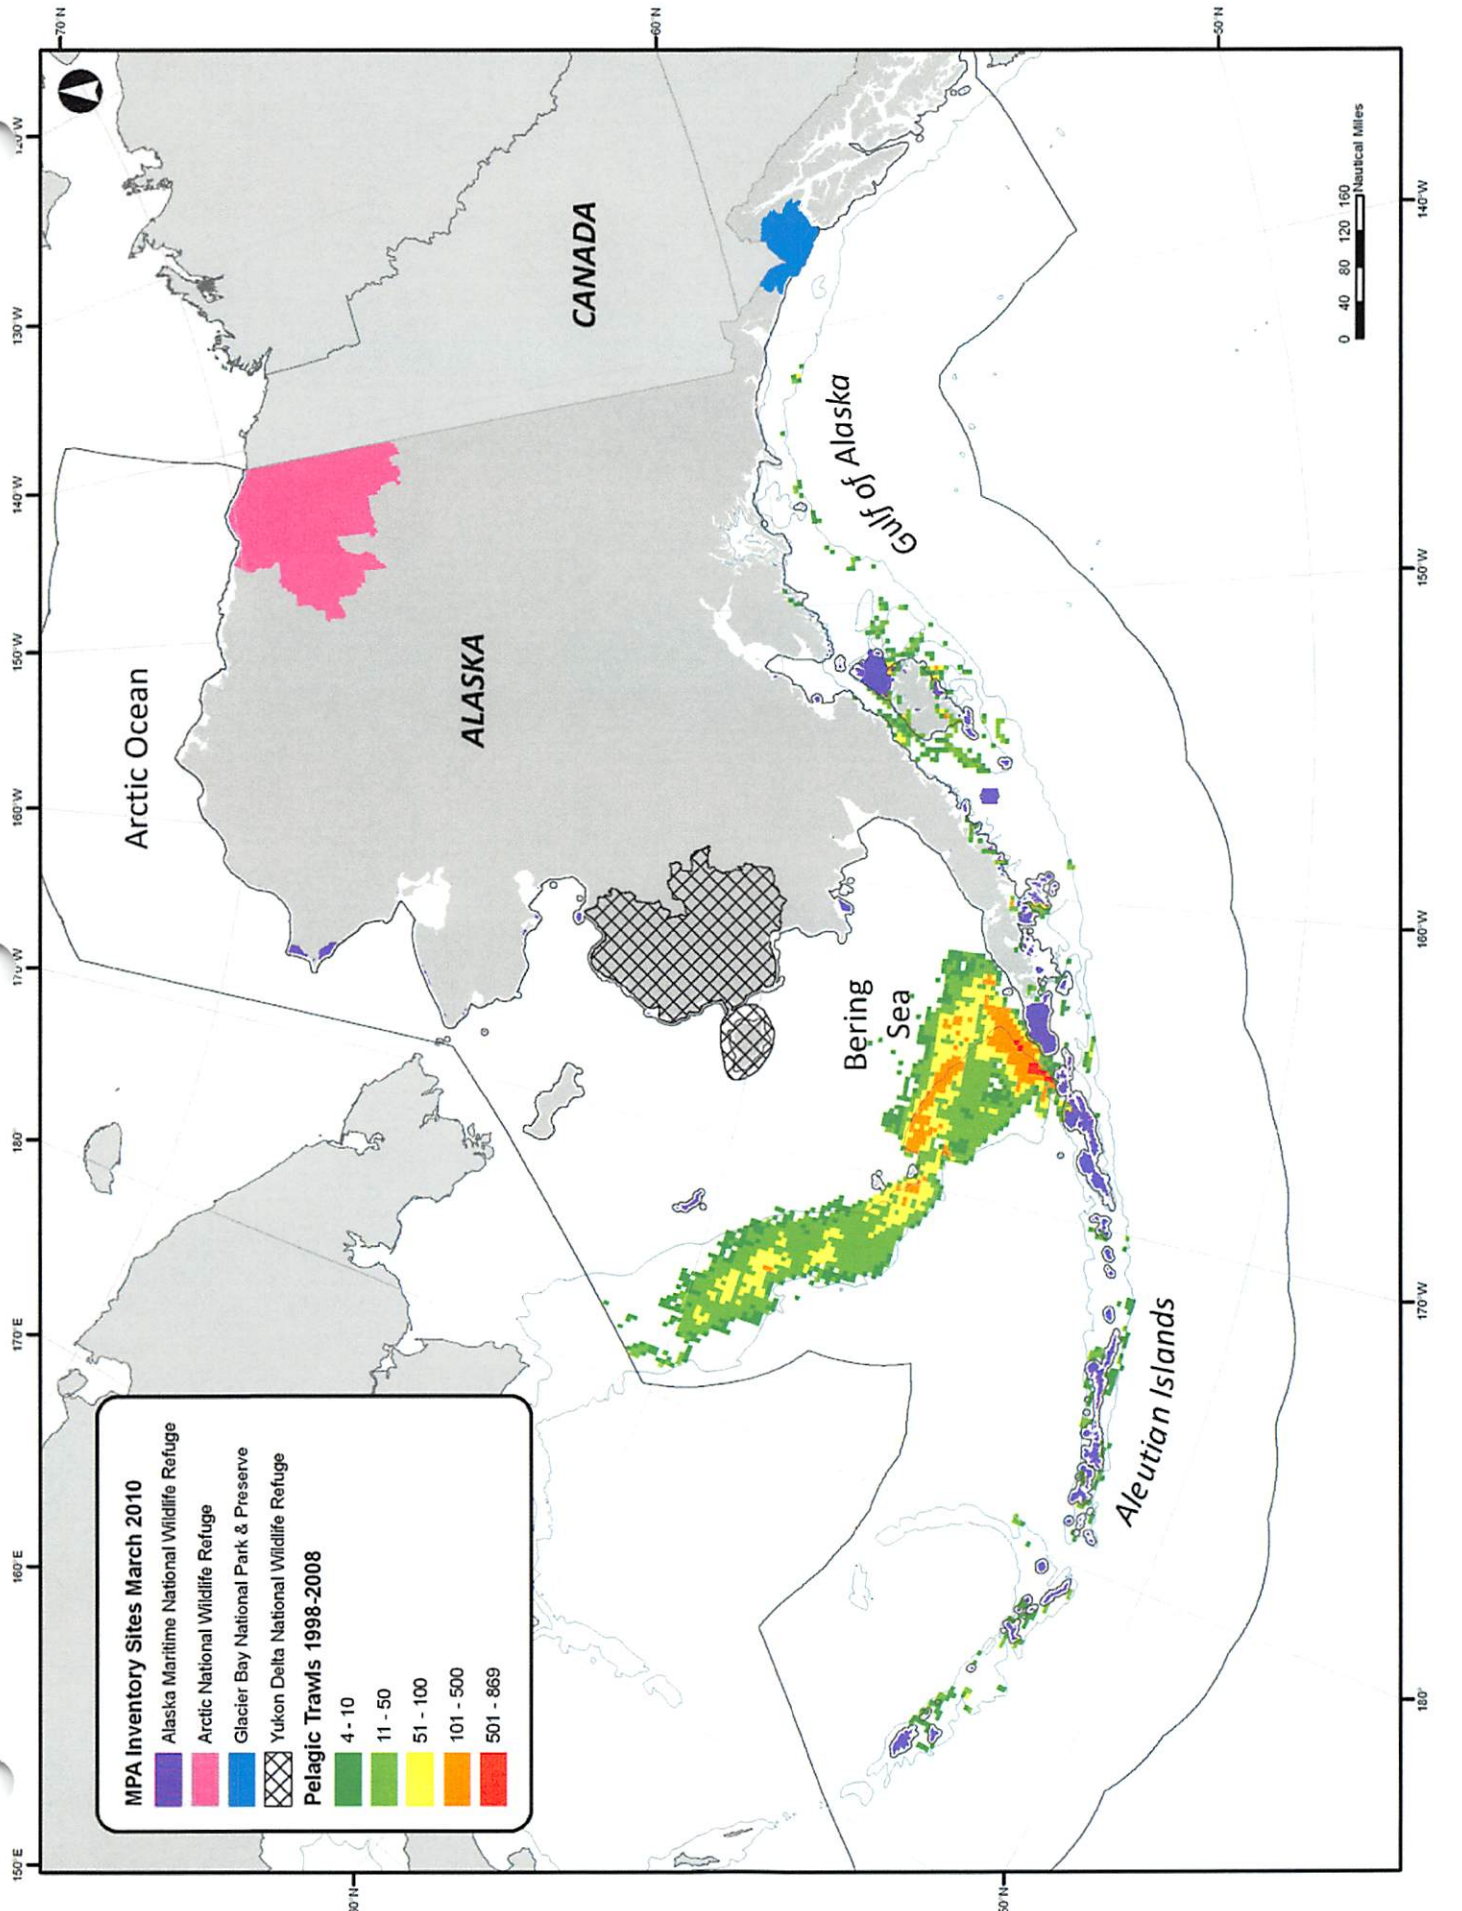 MPA Inventory Sites March 2010
Alaska Maritime National Wildlife Refuge
Arctic National Wildlife Refuge
Glacier Bay National Park & Preserve
Yukon Delta National Wildlife Refuge
Pelagic Trawls 1998-2008
4 - 10
11 - 50
51 - 100
101 - 500
501 - 869
Arctic Ocean
ALASKA
CANADA
Bering
Sea
Gulf of Alaska
Aleutian Islands
0 40 80 120 160
Nautical Miles
150°E
160°E
170°E
180°
170°W
160°W
150°W
140°W
130°W
70°N
60°N
180°
170°W
160°W
150°W
140°W